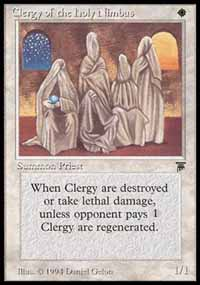 Clergy of the Holy Nimbus
Summon Priest
When Clergy are destroyed
or take lethal damage,
unless opponent pays 1
Clergy are regenerated.
Illus. © 1994 Daniel Gelon
1/1